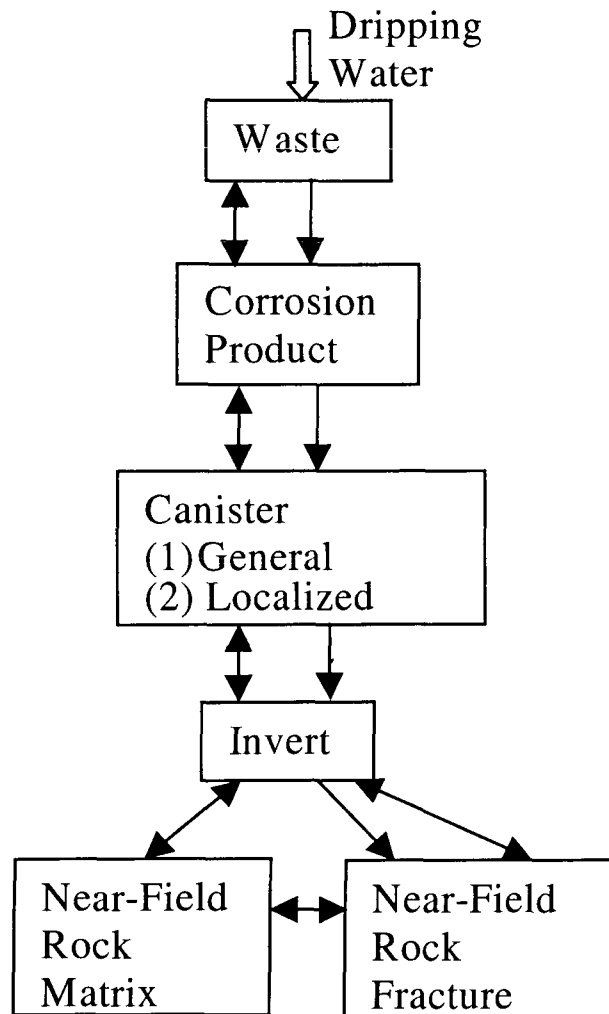 Dripping
Water
Waste
Corrosion
Product
Canister
(1)General
(2) Localized
Invert
Near-Field
Rock
Matrix
Near-Field
Rock
Fracture